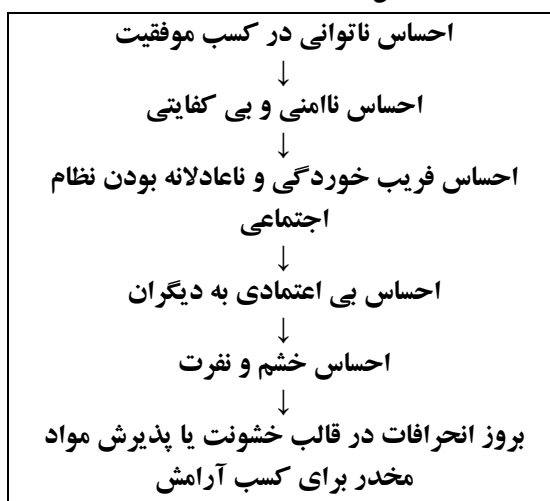 احساس ناتوانی در کسب موفقیت
↓
احساس ناامنی و بی کفایتی
↓
احساس فریب خوردگی و ناعادلانه بودن نظام
اجتماعی
↓
احساس بی اعتمادی به دیگران
↓
احساس خشم و نفرت
↓
بروز انحرافات در قالب خشونت یا پذیرش مواد
مخدر برای کسب آرامش